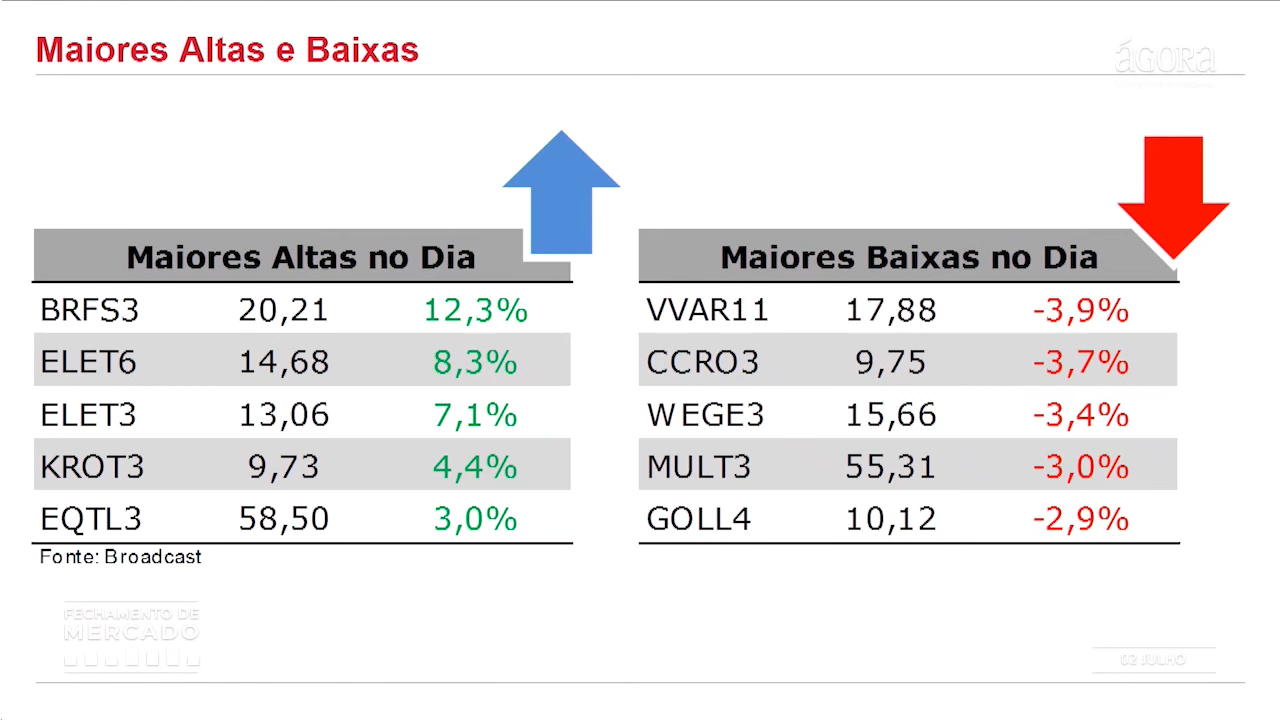 Maiores Altas e Baixas
ágora
Maiores Altas no Dia
BRFS3 20,21 12,3%
ELET6 14,68 8,3%
ELET3 13,06 7,1%
KROT3 9,73 4,4%
EQTL3 58,50 3,0%
Fonte: Broadcast
Maiores Baixas no Dia
VVAR11 17,88 -3,9%
CCRO3 9,75 -3,7%
WEGE3 15,66 -3,4%
MULT3 55,31 -3,0%
GOLL4 10,12 -2,9%
FECHAMENTO DE
MERCADO
02 JULHO